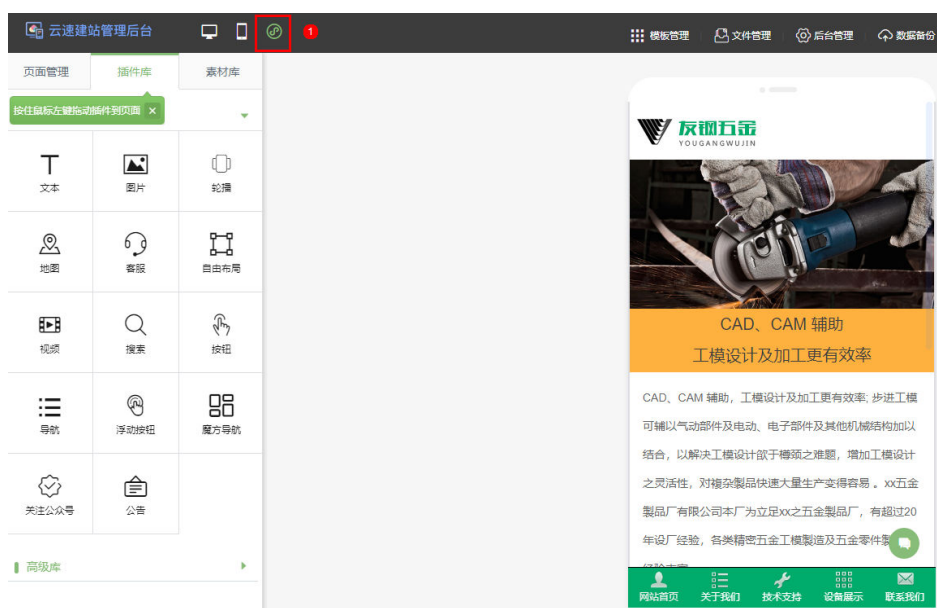 云速建站管理后台
1
模板管理
文件管理
后台管理
数据备份
页面管理
插件库
素材库
按住鼠标左键拖动插件到页面 ×
文本
图片
轮播
地图
客服
自由布局
视频
搜索
按钮
导航
浮动按钮
魔方导航
关注公众号
公告
高级库
友钢五金
YOUGANGWUJIN
CAD、CAM 辅助
工模设计及加工更有效率
CAD、CAM 辅助，工模设计及加工更有效率; 步进工模
可辅以气动部件及电动、电子部件及其他机械结构加以
结合，以解决工模设计歆于樽颈之难题，增加工模设计
之灵活性，对複杂製品快速大量生产变得容易 。xx五金
製品厂有限公司本厂为立足xx之五金製品厂，有超过20
年设厂经验，各类精密五金工模製造及五金零件製
网站首页
关于我们
技术支持
设备展示
联系我们